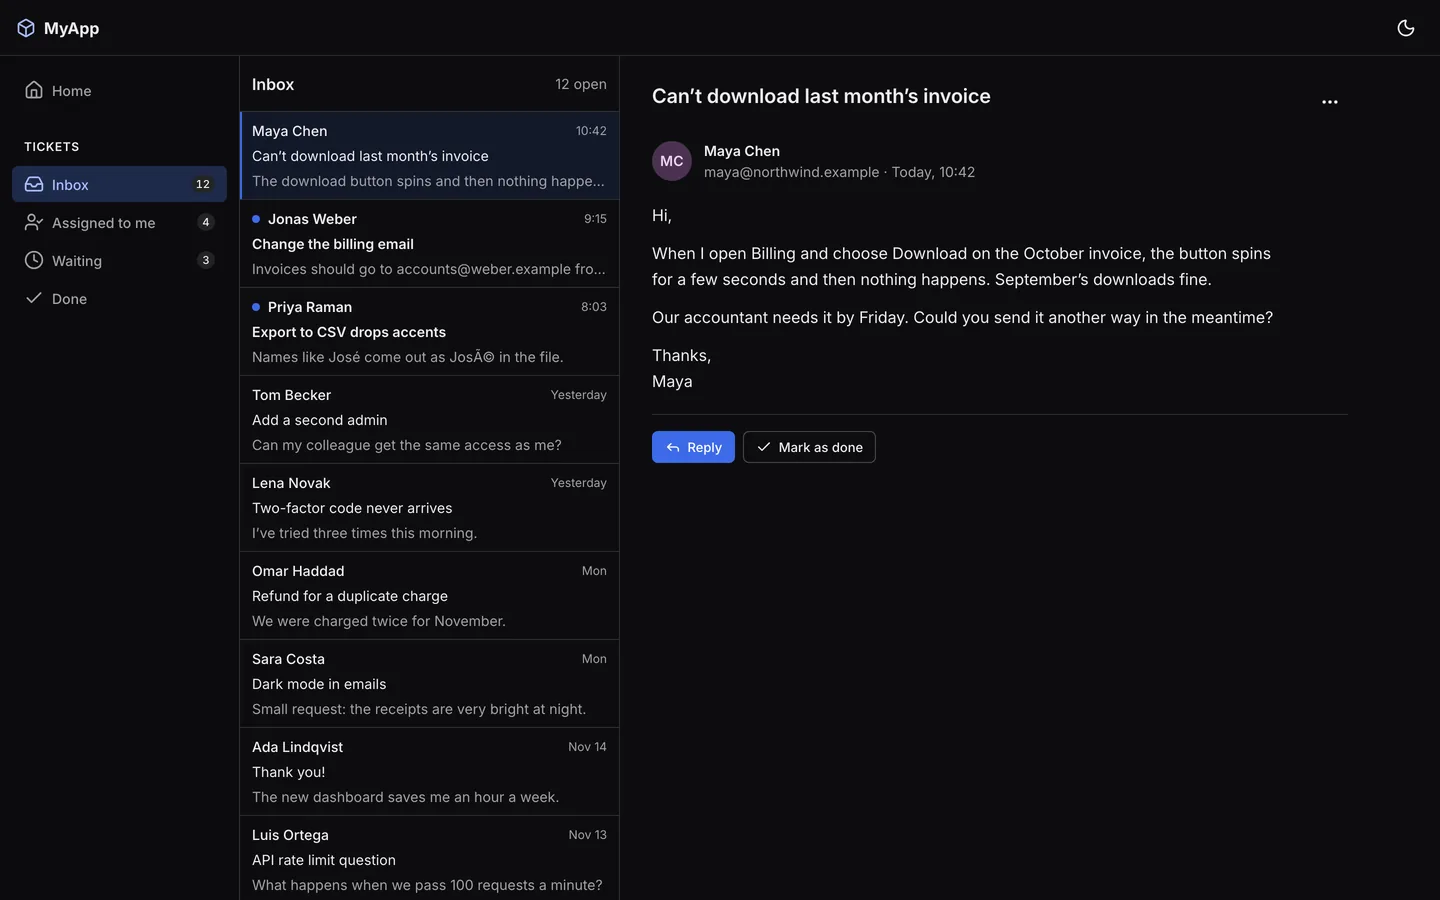 MyApp
Home
TICKETS
Inbox 12
Assigned to me 4
Waiting 3
Done
Inbox 12 open
Maya Chen 10:42
Can’t download last month’s invoice
The download button spins and then nothing happe...
Jonas Weber 9:15
Change the billing email
Invoices should go to accounts@weber.example fro...
Priya Raman 8:03
Export to CSV drops accents
Names like José come out as JosÃ© in the file.
Tom Becker Yesterday
Add a second admin
Can my colleague get the same access as me?
Lena Novak Yesterday
Two-factor code never arrives
I’ve tried three times this morning.
Omar Haddad Mon
Refund for a duplicate charge
We were charged twice for November.
Sara Costa Mon
Dark mode in emails
Small request: the receipts are very bright at night.
Ada Lindqvist Nov 14
Thank you!
The new dashboard saves me an hour a week.
Luis Ortega Nov 13
API rate limit question
What happens when we pass 100 requests a minute?
Can’t download last month’s invoice
MC
Maya Chen
maya@northwind.example · Today, 10:42
Hi,
When I open Billing and choose Download on the October invoice, the button spins
for a few seconds and then nothing happens. September’s downloads fine.
Our accountant needs it by Friday. Could you send it another way in the meantime?
Thanks,
Maya
Reply
Mark as done